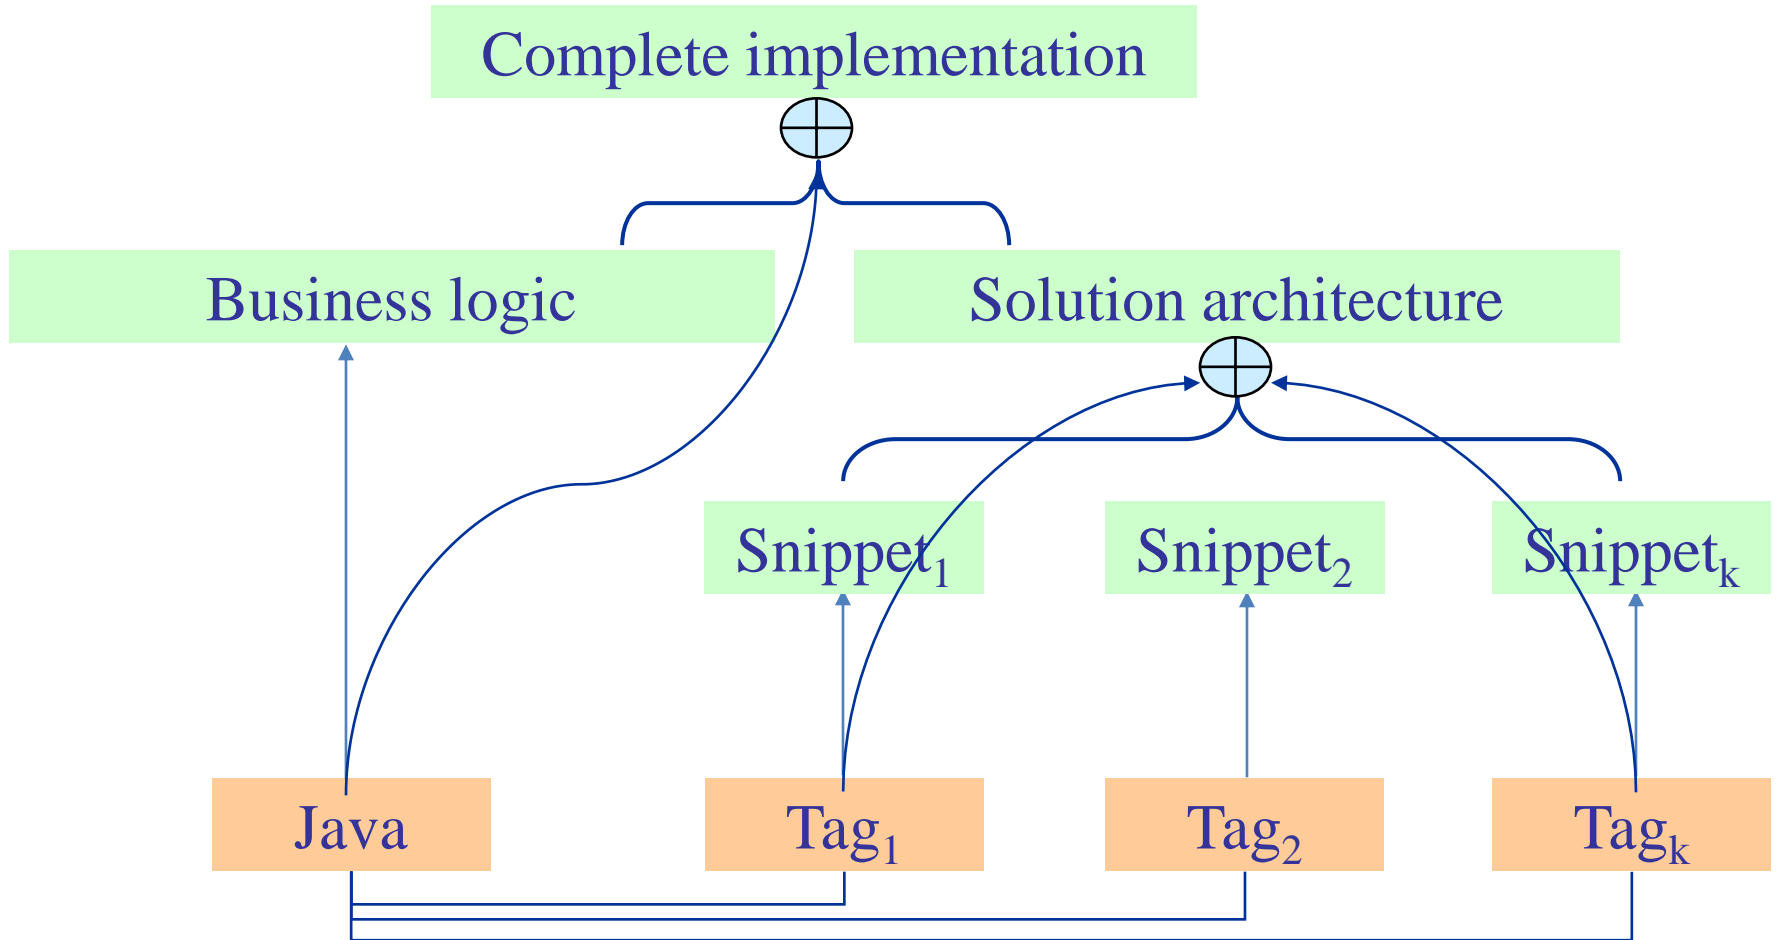 Complete implementation
Business logic
Solution architecture
Snippet₁
Snippet₂
Snippetₖ
Java
Tag₁
Tag₂
Tagₖ